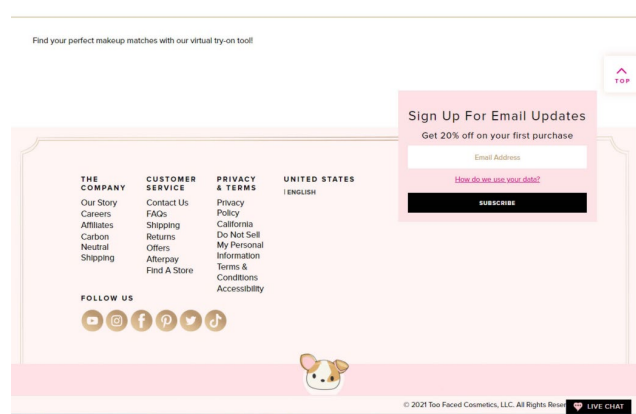 Find your perfect makeup matches with our virtual try-on tool!
TOP
Sign Up For Email Updates
Get 20% off on your first purchase
Email Address
How do we use your data?
SUBSCRIBE
THE
COMPANY
Our Story
Careers
Affiliates
Carbon
Neutral
Shipping
CUSTOMER
SERVICE
Contact Us
FAQs
Shipping
Returns
Offers
Afterpay
Find A Store
PRIVACY
& TERMS
Privacy
Policy
California
Do Not Sell
My Personal
Information
Terms &
Conditions
Accessibility
UNITED STATES
| ENGLISH
FOLLOW US
© 2021 Too Faced Cosmetics, LLC. All Rights Reser
LIVE CHAT